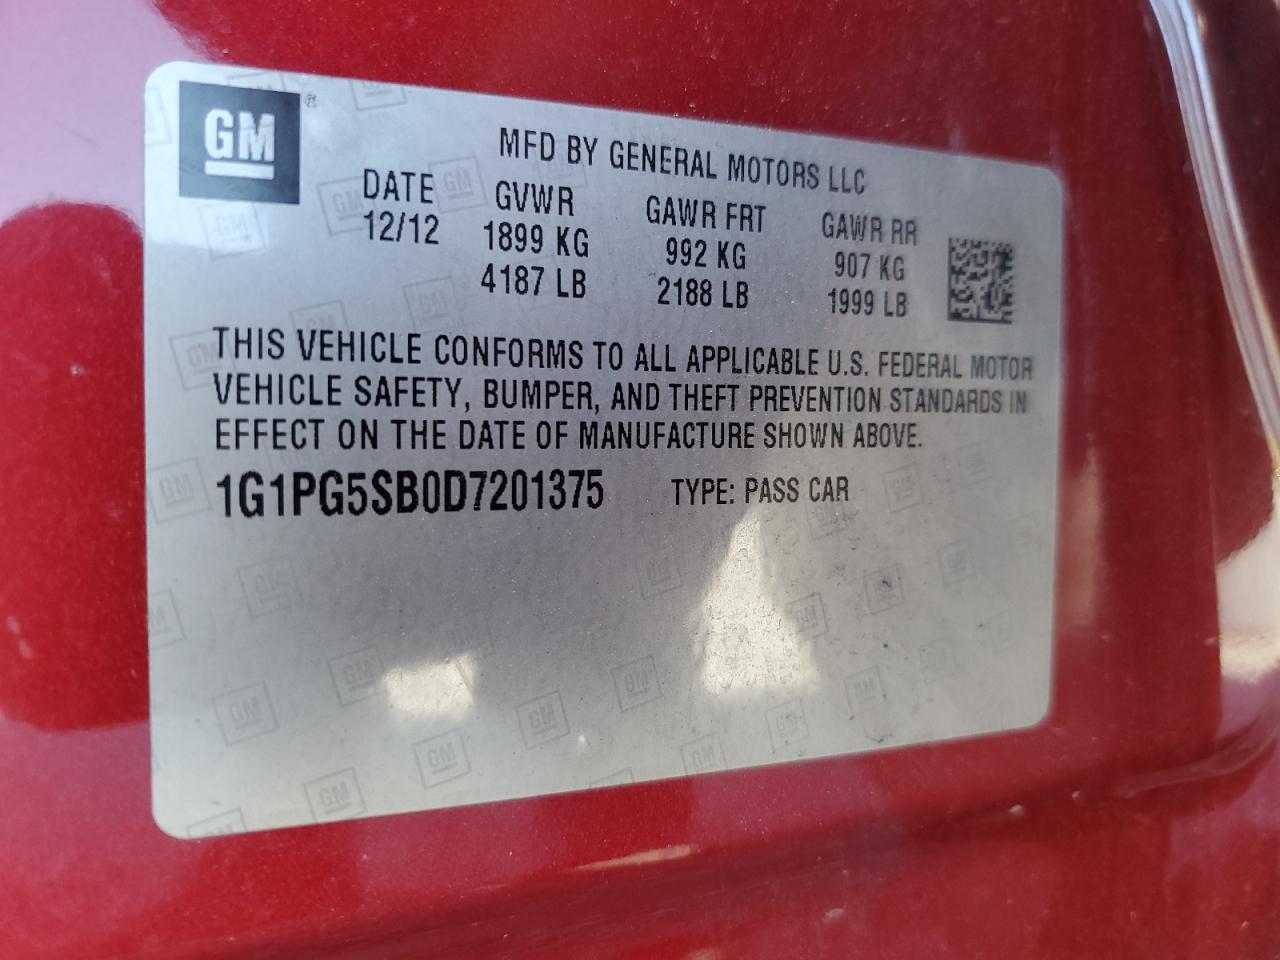 GM ®
MFD BY GENERAL MOTORS LLC
DATE GVWR GAWR FRT GAWR RR
12/12 1899 KG 992 KG 907 KG
4187 LB 2188 LB 1999 LB
THIS VEHICLE CONFORMS TO ALL APPLICABLE U.S. FEDERAL MOTOR
VEHICLE SAFETY, BUMPER, AND THEFT PREVENTION STANDARDS IN
EFFECT ON THE DATE OF MANUFACTURE SHOWN ABOVE.
1G1PG5SB0D7201375 TYPE: PASS CAR